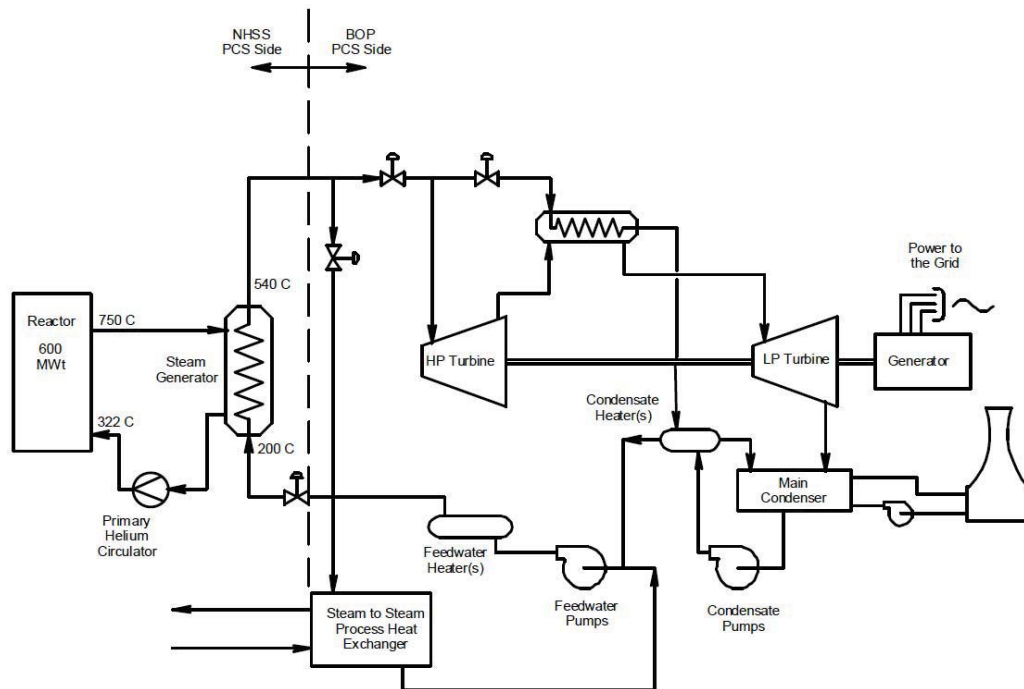 NHSS
PCS Side
BOP
PCS Side
540 C
Power to
the Grid
Reactor
600
MWt
750 C
Steam
Generator
HP Turbine
LP Turbine
Generator
322 C
200 C
Condensate
Heater(s)
Main
Condenser
Primary
Helium
Circulator
Feedwater
Heater(s)
Feedwater
Pumps
Condensate
Pumps
Steam to Steam
Process Heat
Exchanger